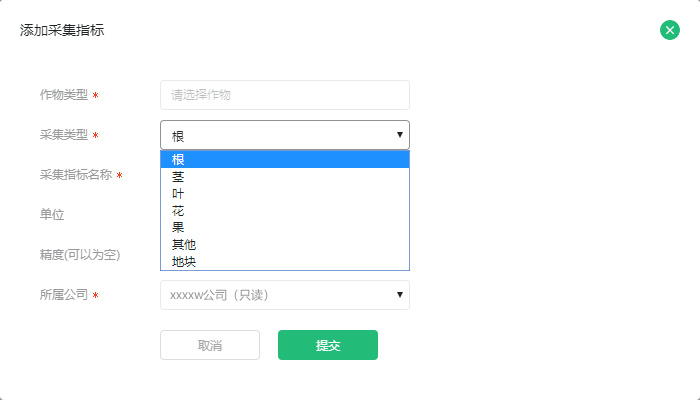 添加采集指标
作物类型 *
请选择作物
采集类型 *
根
根
茎
叶
花
果
其他
地块
采集指标名称 *
单位
精度(可以为空)
所属公司 *
xxxxw公司（只读）
取消
提交